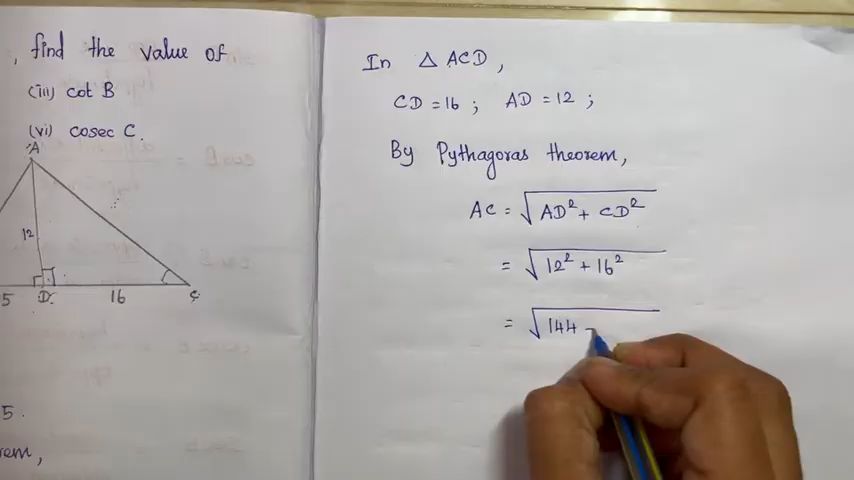 , find the value of
(iii) cot B
(vi) cosec C.
A
12
5 D 16 C
5.
rem,
In △ ACD,
CD = 16 ; AD = 12 ;
By Pythagoras theorem,
AC = √AD² + CD²
= √12² + 16²
= √144 -